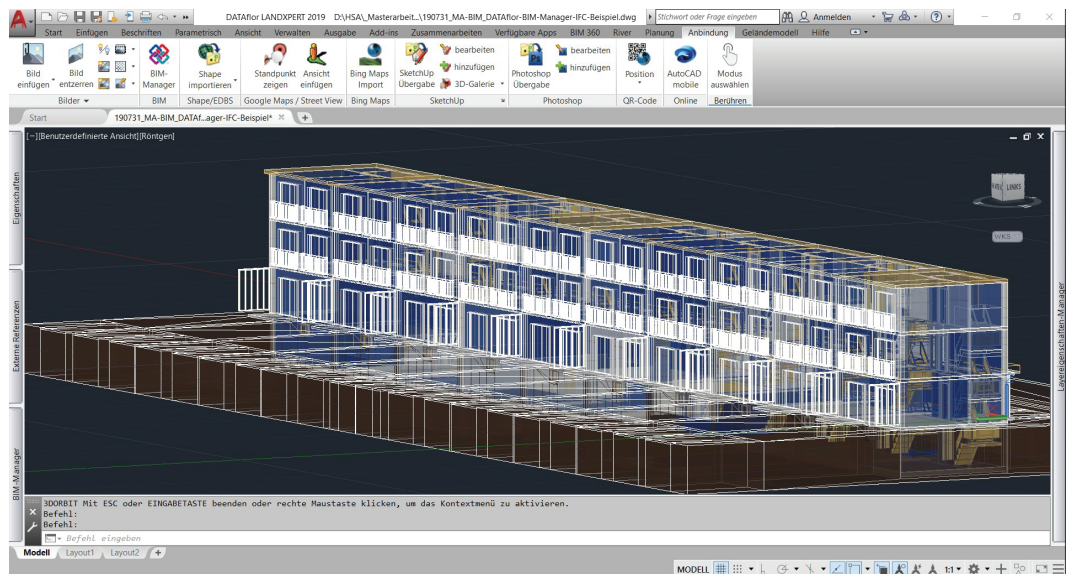 DATAflor LANDXPERT 2019 D:\HSA\_Masterarbeit...\190731_MA-BIM_DATAflor-BIM-Manager-IFC-Beispiel.dwg
Stichwort oder Frage eingeben
Anmelden
Start Einfügen Beschriften Parametrisch Ansicht Verwalten Ausgabe Add-ins Zusammenarbeiten Verfügbare Apps BIM 360 River Planung Anbindung Geländemodell Hilfe
bearbeiten bearbeiten
hinzufügen hinzufügen
Bild Bild BIM- Shape Standpunkt Ansicht Bing Maps SketchUp Photoshop Position AutoCAD Modus
einfügen entzerren Manager importieren zeigen einfügen Import Übergabe 3D-Galerie Übergabe mobile auswählen
Bilder BIM Shape/EDBS Google Maps / Street View Bing Maps SketchUp Photoshop QR-Code Online Berühren
Start 190731_MA-BIM_DATAf...ager-IFC-Beispiel*
[−][Benutzerdefinierte Ansicht][Röntgen]
Eigenschaften
Externe Referenzen
BIM-Manager
LINKS
WKS
Layereigenschaften-Manager
3DORBIT Mit ESC oder EINGABETASTE beenden oder rechte Maustaste klicken, um das Kontextmenü zu aktivieren.
Befehl:
Befehl:
Befehl eingeben
Modell Layout1 Layout2
MODELL 1:1